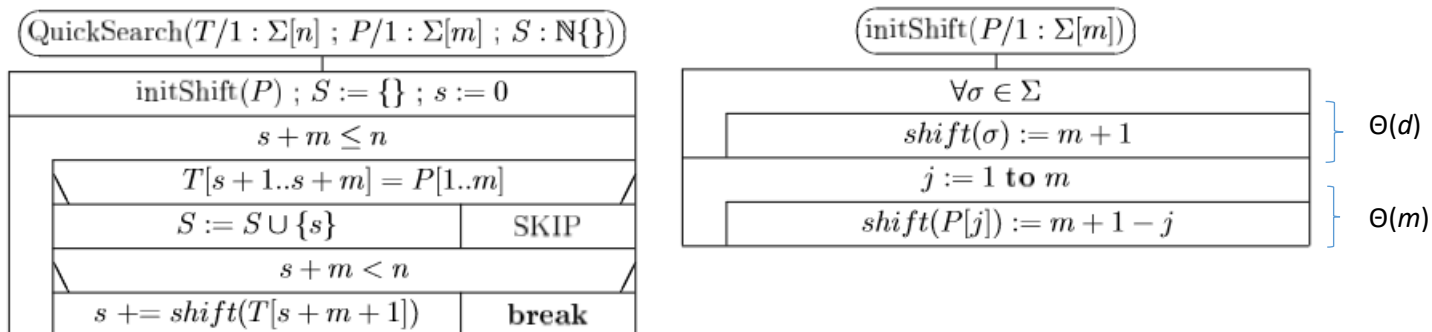 QuickSearch(T/1 : Σ[n] ; P/1 : Σ[m] ; S : ℕ{})
initShift(P) ; S := {} ; s := 0
s + m ≤ n
T[s + 1..s + m] = P[1..m]
S := S ∪ {s} SKIP
s + m < n
s += shift(T[s + m + 1]) break
initShift(P/1 : Σ[m])
∀σ ∈ Σ
shift(σ) := m + 1
Θ(d)
j := 1 to m
shift(P[j]) := m + 1 − j
Θ(m)